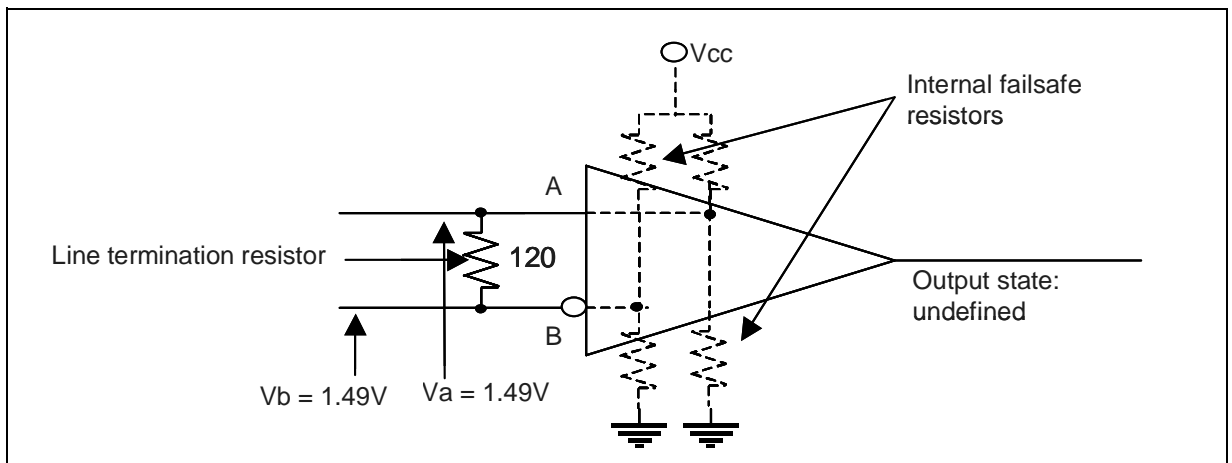 Vcc
Internal failsafe
resistors
A
Line termination resistor
120
Output state:
undefined
B
Vb = 1.49V
Va = 1.49V